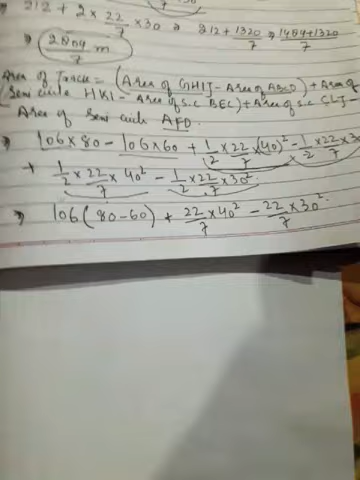 ⇒ 212 + 2 × 22/7 × 30 ⇒ 212 + 1320/7 ⇒ 1484+1320/7
⇒ 2804/7 m
Area of Track = (Area of GHIJ - Area of ABCD) + Area of
Semi circle HKI - Area of S.C BEC) + Area of S.C GLJ -
Area of Semi circle AFD.
⇒ 106 × 80 - 106 × 60 + 1/2 × 22/7 × (40)² - 1/2 × 22/7 × 30²
+ 1/2 × 22/7 × 40² - 1/2 × 22/7 × 30²
⇒ 106 (80 - 60) + 22/7 × 40² - 22/7 × 30².